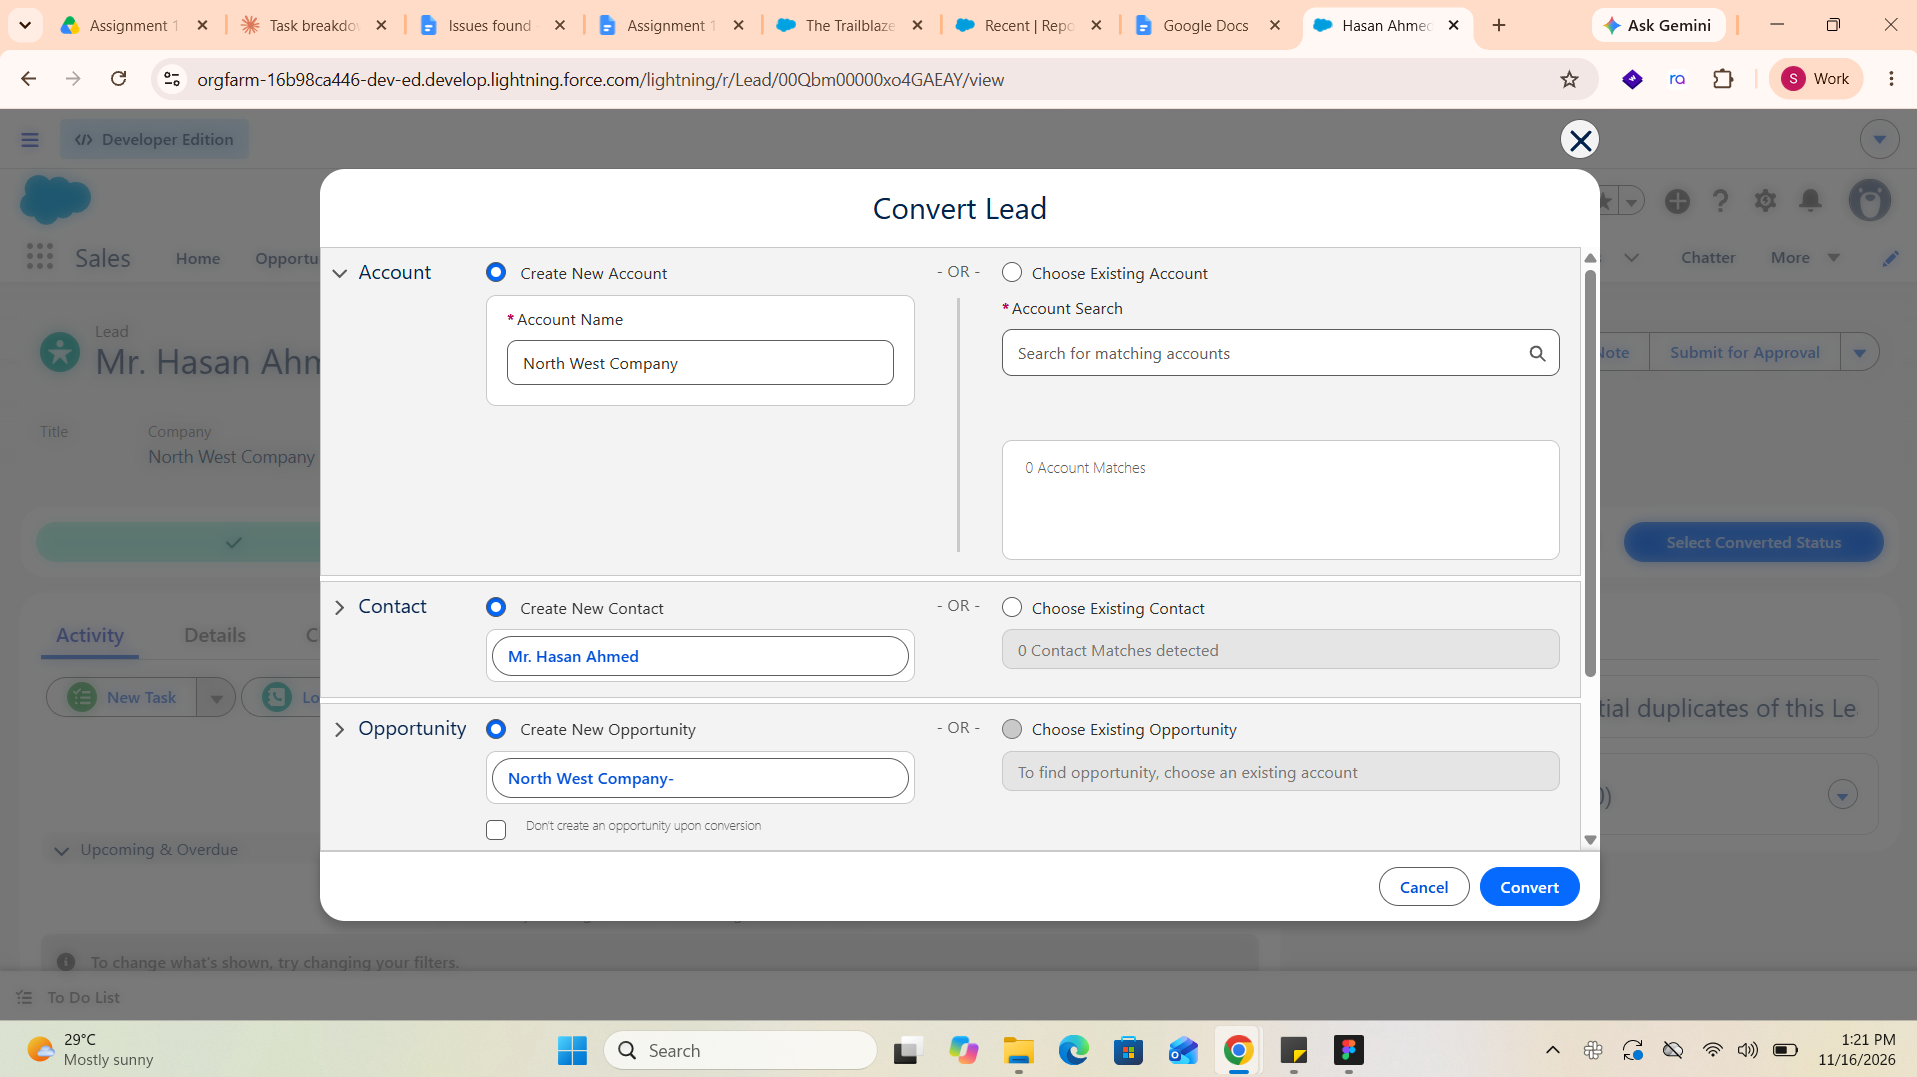 Assignment 1
Task breakdow
Issues found
Assignment 1
The Trailblaze
Recent | Repo
Google Docs
Hasan Ahmed
Ask Gemini
orgfarm-16b98ca446-dev-ed.develop.lightning.force.com/lightning/r/Lead/00Qbm00000xo4GAEAY/view
ra
S Work
</> Developer Edition
Convert Lead
Sales
Home
Opportu
Chatter
More
Account
Create New Account
- OR -
Choose Existing Account
*Account Name
North West Company
*Account Search
Search for matching accounts
0 Account Matches
Lead
Mr. Hasan Ahm
Note
Submit for Approval
Title
Company
North West Company
Select Converted Status
Contact
Create New Contact
- OR -
Choose Existing Contact
Mr. Hasan Ahmed
0 Contact Matches detected
Activity
Details
C
New Task
Lo
Opportunity
Create New Opportunity
- OR -
Choose Existing Opportunity
North West Company-
To find opportunity, choose an existing account
Don't create an opportunity upon conversion
tial duplicates of this Le
Upcoming & Overdue
Cancel
Convert
To change what's shown, try changing your filters.
To Do List
29°C
Mostly sunny
Search
1:21 PM
11/16/2026